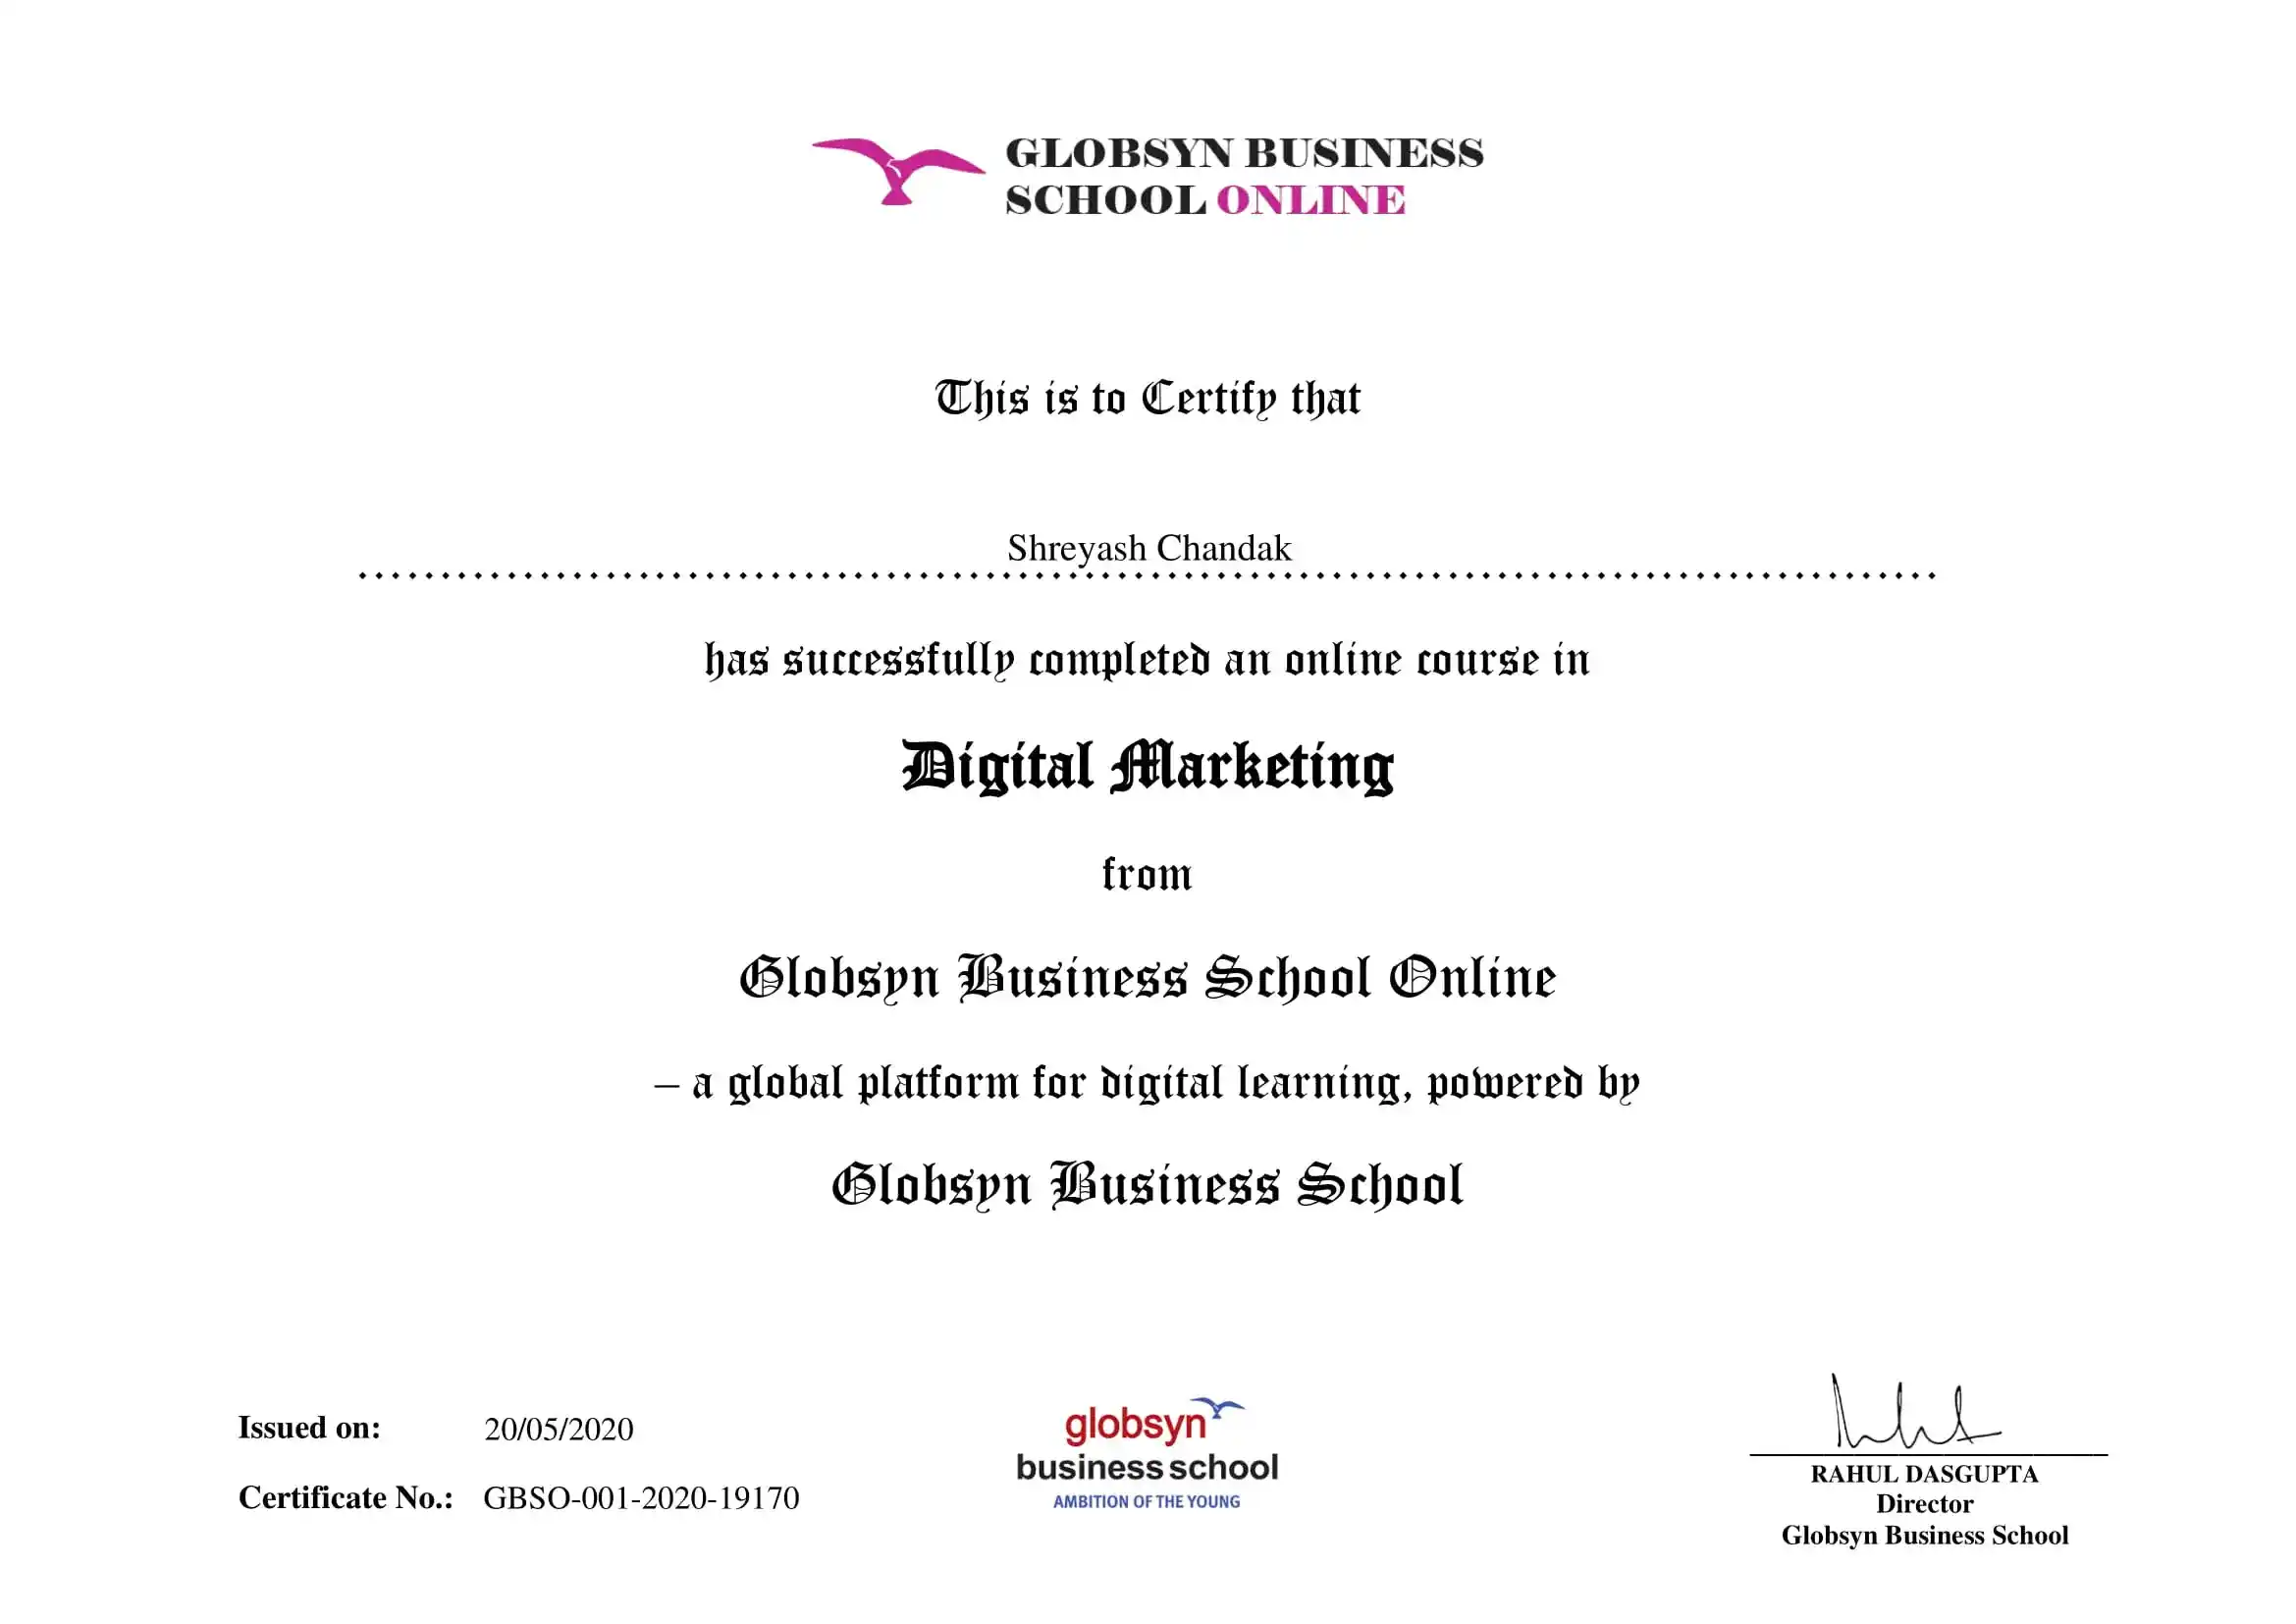 GLOBSYN BUSINESS
SCHOOL ONLINE
This is to Certify that
Shreyash Chandak
has successfully completed an online course in
Digital Marketing
from
Globsyn Business School Online
– a global platform for digital learning, powered by
Globsyn Business School
Issued on: 20/05/2020
Certificate No.: GBSO-001-2020-19170
globsyn
business school
AMBITION OF THE YOUNG
RAHUL DASGUPTA
Director
Globsyn Business School